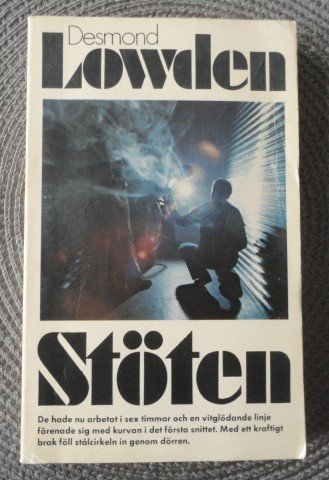 Desmond
Lowden
Stöten
De hade nu arbetat i sex timmar och en vitglödande linje
förenade sig med kurvan i det första snittet. Med ett kraftigt
brak föll stålcirkeln in genom dörren.